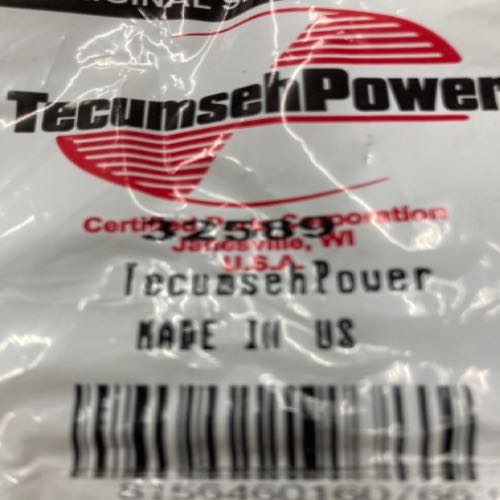 TecumsehPower
Certified Parts Corporation
32589
Janesville, WI
U.S.A.
TecumsehPower
MADE IN US